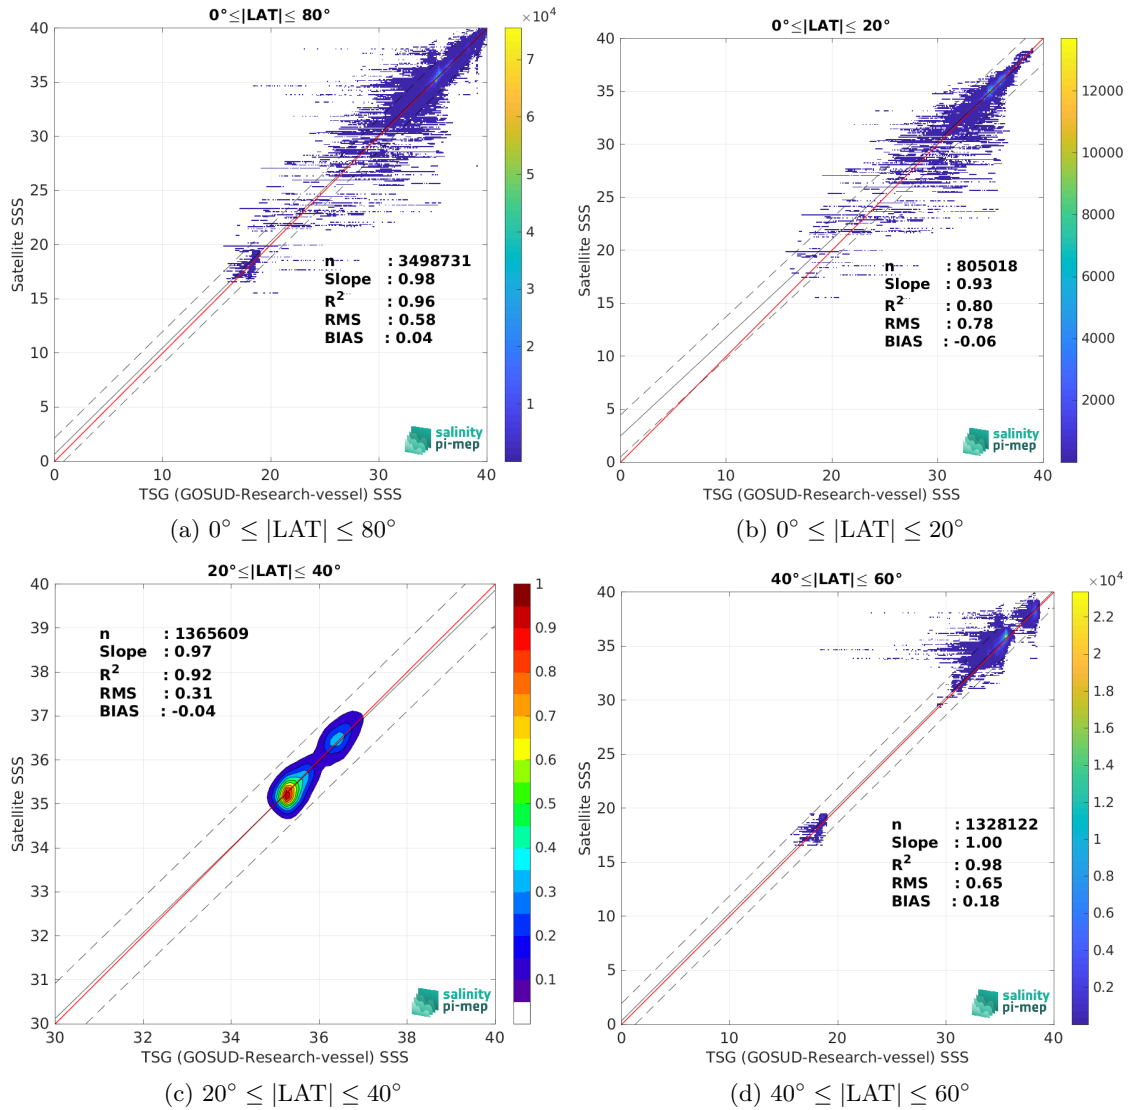 0°≤|LAT|≤ 80°
×10⁴
Satellite SSS
40
35
30
25
20
15
10
5
0
0
10
20
30
40
7
6
5
4
3
2
1
n : 3498731
Slope : 0.98
R² : 0.96
RMS : 0.58
BIAS : 0.04
salinity
pi-mep
TSG (GOSUD-Research-vessel) SSS
(a) 0° ≤ |LAT| ≤ 80°
0°≤|LAT|≤ 20°
Satellite SSS
40
35
30
25
20
15
10
5
0
0
10
20
30
40
12000
10000
8000
6000
4000
2000
n : 805018
Slope : 0.93
R² : 0.80
RMS : 0.78
BIAS : -0.06
salinity
pi-mep
TSG (GOSUD-Research-vessel) SSS
(b) 0° ≤ |LAT| ≤ 20°
20°≤|LAT|≤ 40°
Satellite SSS
40
39
38
37
36
35
34
33
32
31
30
30
32
34
36
38
40
1
0.9
0.8
0.7
0.6
0.5
0.4
0.3
0.2
0.1
n : 1365609
Slope : 0.97
R² : 0.92
RMS : 0.31
BIAS : -0.04
salinity
pi-mep
TSG (GOSUD-Research-vessel) SSS
(c) 20° ≤ |LAT| ≤ 40°
40°≤|LAT|≤ 60°
×10⁴
Satellite SSS
40
35
30
25
20
15
10
5
0
0
10
20
30
40
2.2
2
1.8
1.6
1.4
1.2
1
0.8
0.6
0.4
0.2
n : 1328122
Slope : 1.00
R² : 0.98
RMS : 0.65
BIAS : 0.18
salinity
pi-mep
TSG (GOSUD-Research-vessel) SSS
(d) 40° ≤ |LAT| ≤ 60°